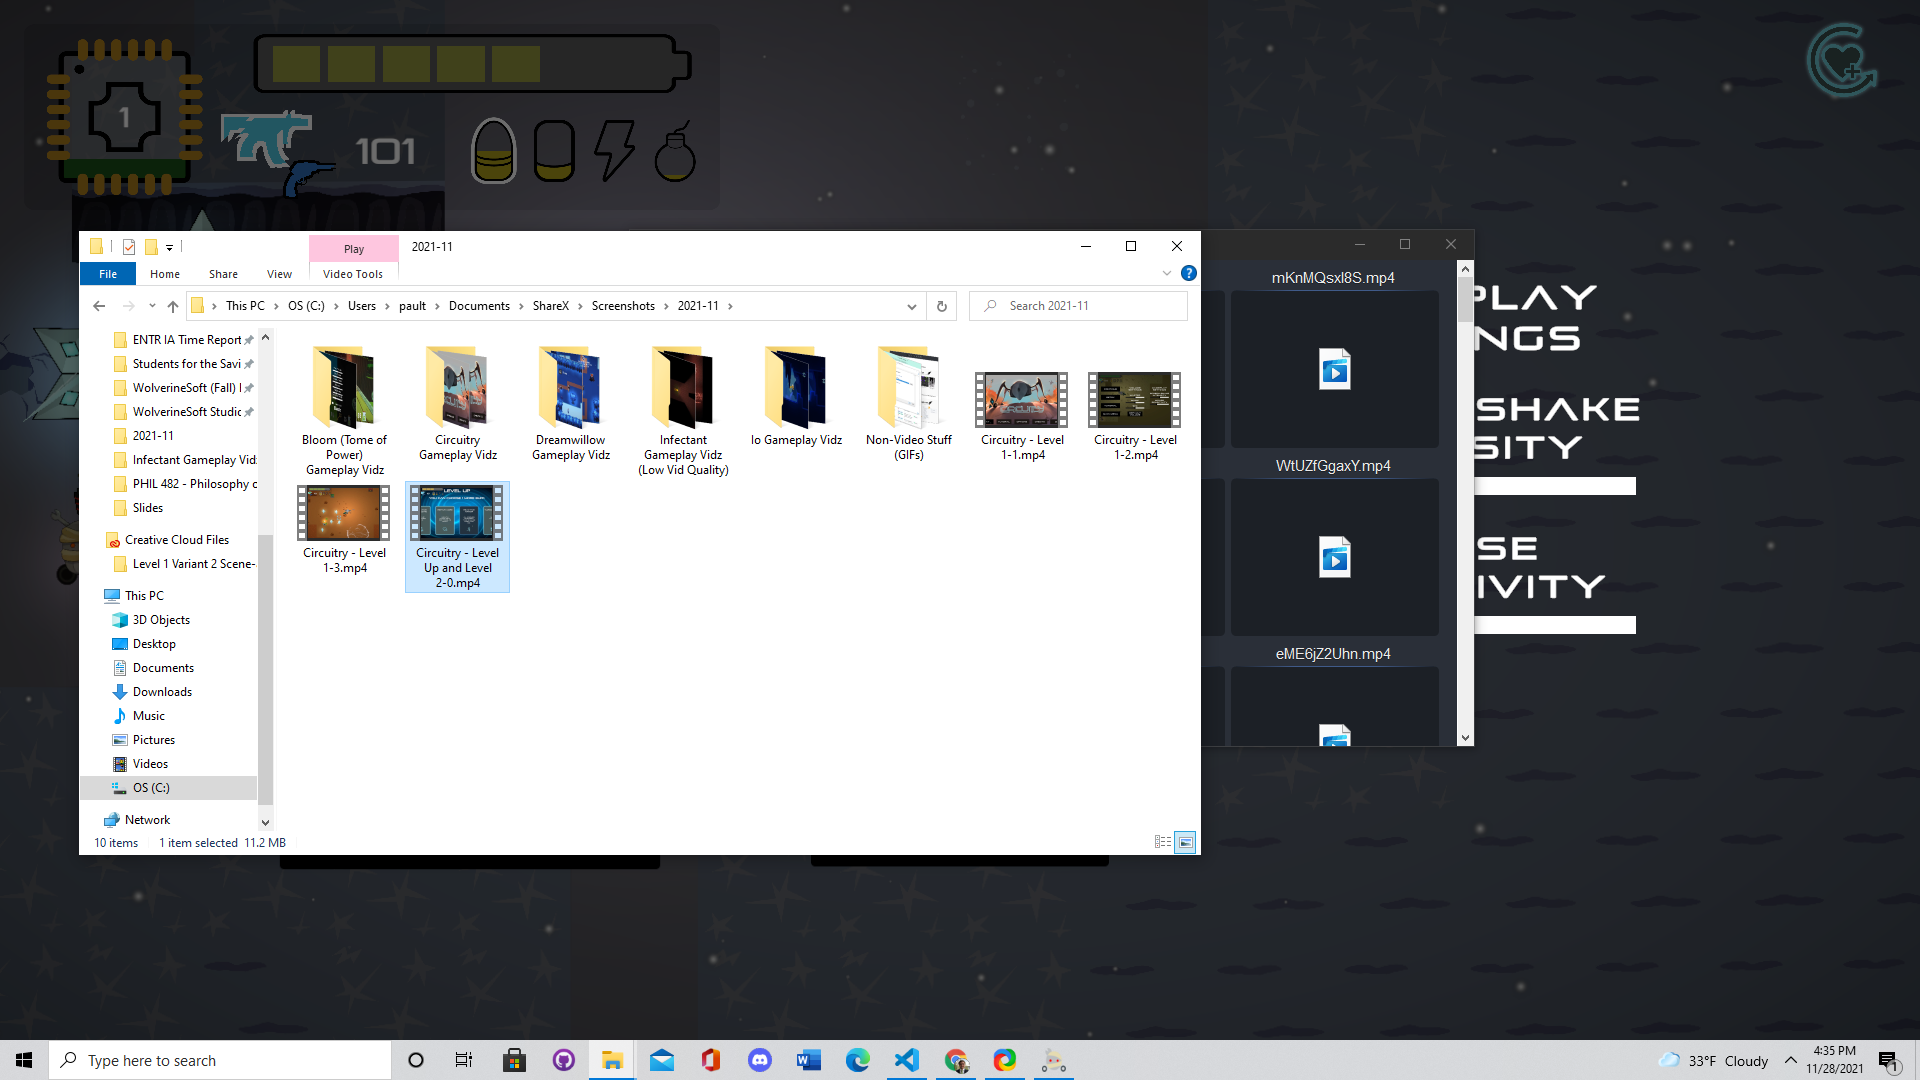 1
101
Play
2021-11
File
Home
Share
View
Video Tools
This PC
OS (C:)
Users
pault
Documents
ShareX
Screenshots
2021-11
Search 2021-11
ENTR IA Time Report
Students for the Savi
WolverineSoft (Fall)
WolverineSoft Studio
2021-11
Infectant Gameplay Vid
PHIL 482 - Philosophy
Slides
Creative Cloud Files
Level 1 Variant 2 Scene-
This PC
3D Objects
Desktop
Documents
Downloads
Music
Pictures
Videos
OS (C:)
Network
Bloom (Tome of
Power)
Gameplay Vidz
Circuitry
Gameplay Vidz
Dreamwillow
Gameplay Vidz
Infectant
Gameplay Vidz
(Low Vid Quality)
Io Gameplay Vidz
Non-Video Stuff
(GIFs)
Circuitry - Level
1-1.mp4
Circuitry - Level
1-2.mp4
Circuitry - Level
1-3.mp4
LEVEL UP
Circuitry - Level
Up and Level
2-0.mp4
10 items
1 item selected 11.2 MB
mKnMQsxl8S.mp4
WtUZfGgaxY.mp4
eME6jZ2Uhn.mp4
PLAY
NGS
SHAKE
SITY
SE
IVITY
Type here to search
33°F Cloudy
4:35 PM
11/28/2021
1